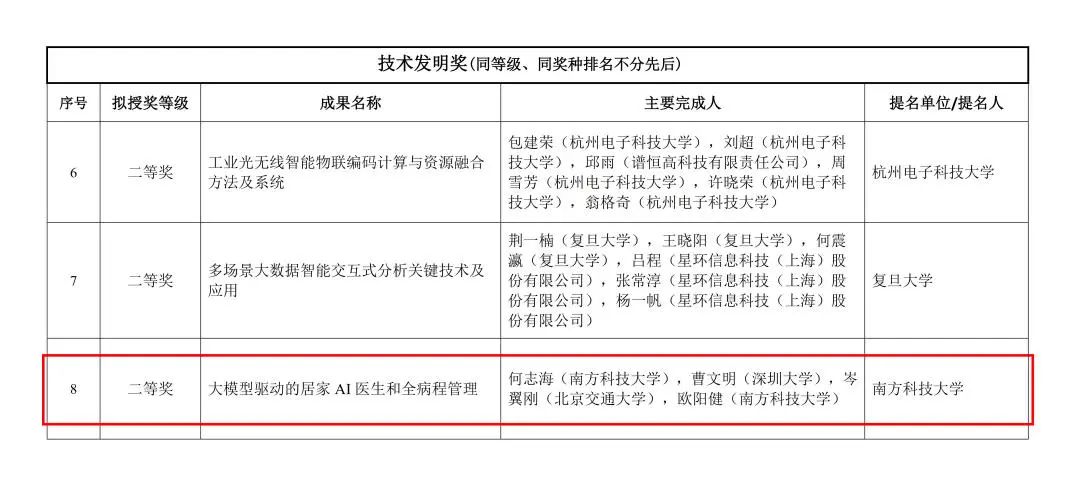 技术发明奖(同等级、同奖种排名不分先后)
序号 拟授奖等级 成果名称 主要完成人 提名单位/提名人
6 二等奖 工业光无线智能物联编码计算与资源融合
方法及系统
包建荣（杭州电子科技大学），刘超（杭州电子科
技大学），邱雨（谱恒高科技有限责任公司），周
雪芳（杭州电子科技大学），许晓荣（杭州电子科
技大学），翁格奇（杭州电子科技大学）
杭州电子科技大学
7 二等奖 多场景大数据智能交互式分析关键技术及
应用
荆一楠（复旦大学），王晓阳（复旦大学），何震
瀛（复旦大学），吕程（星环信息科技（上海）股
份有限公司），张常淳（星环信息科技（上海）股
份有限公司），杨一帆（星环信息科技（上海）股
份有限公司）
复旦大学
8 二等奖 大模型驱动的居家 AI 医生和全病程管理
何志海（南方科技大学），曹文明（深圳大学），岑
翼刚（北京交通大学），欧阳健（南方科技大学）
南方科技大学